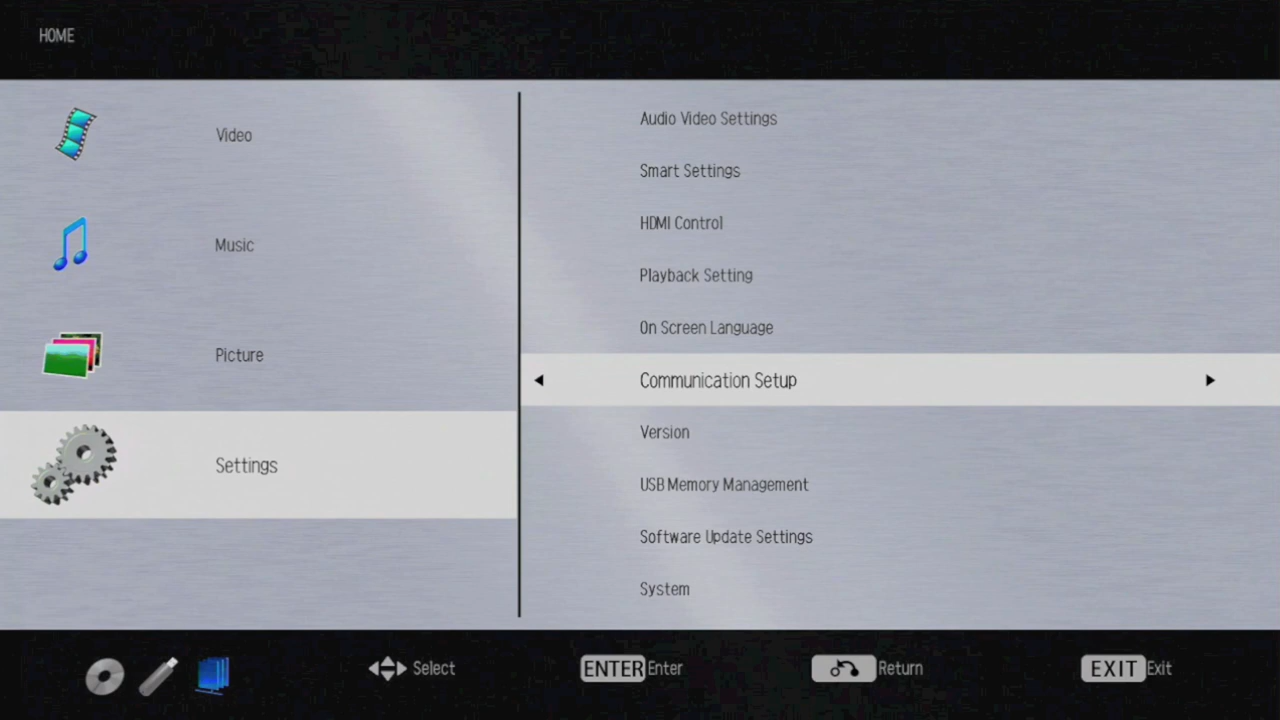 HOME
Video
Music
Picture
Settings
Audio Video Settings
Smart Settings
HDMI Control
Playback Setting
On Screen Language
Communication Setup
Version
USB Memory Management
Software Update Settings
System
Select
ENTER Enter
Return
EXIT Exit